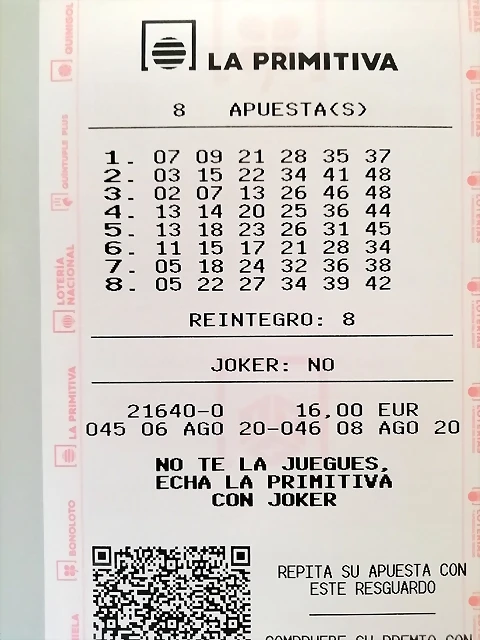 LA PRIMITIVA
8 APUESTA(S)
1. 07 09 21 28 35 37
2. 03 15 22 34 41 48
3. 02 07 13 26 46 48
4. 13 14 20 25 36 44
5. 13 18 23 26 31 45
6. 11 15 17 21 28 34
7. 05 18 24 32 36 38
8. 05 22 27 34 39 42
REINTEGRO: 8
JOKER: NO
21640-0 16,00 EUR
045 06 AGO 20-046 08 AGO 20
NO TE LA JUEGUES,
ECHA LA PRIMITIVA
CON JOKER
REPITA SU APUESTA CON
ESTE RESGUARDO
COMPRUEBE SU PREMIO CON
QUINIGOL
QUÍNTUPLE PLUS
LOTERÍA
NACIONAL
LA PRIMITIVA
BONOLOTO